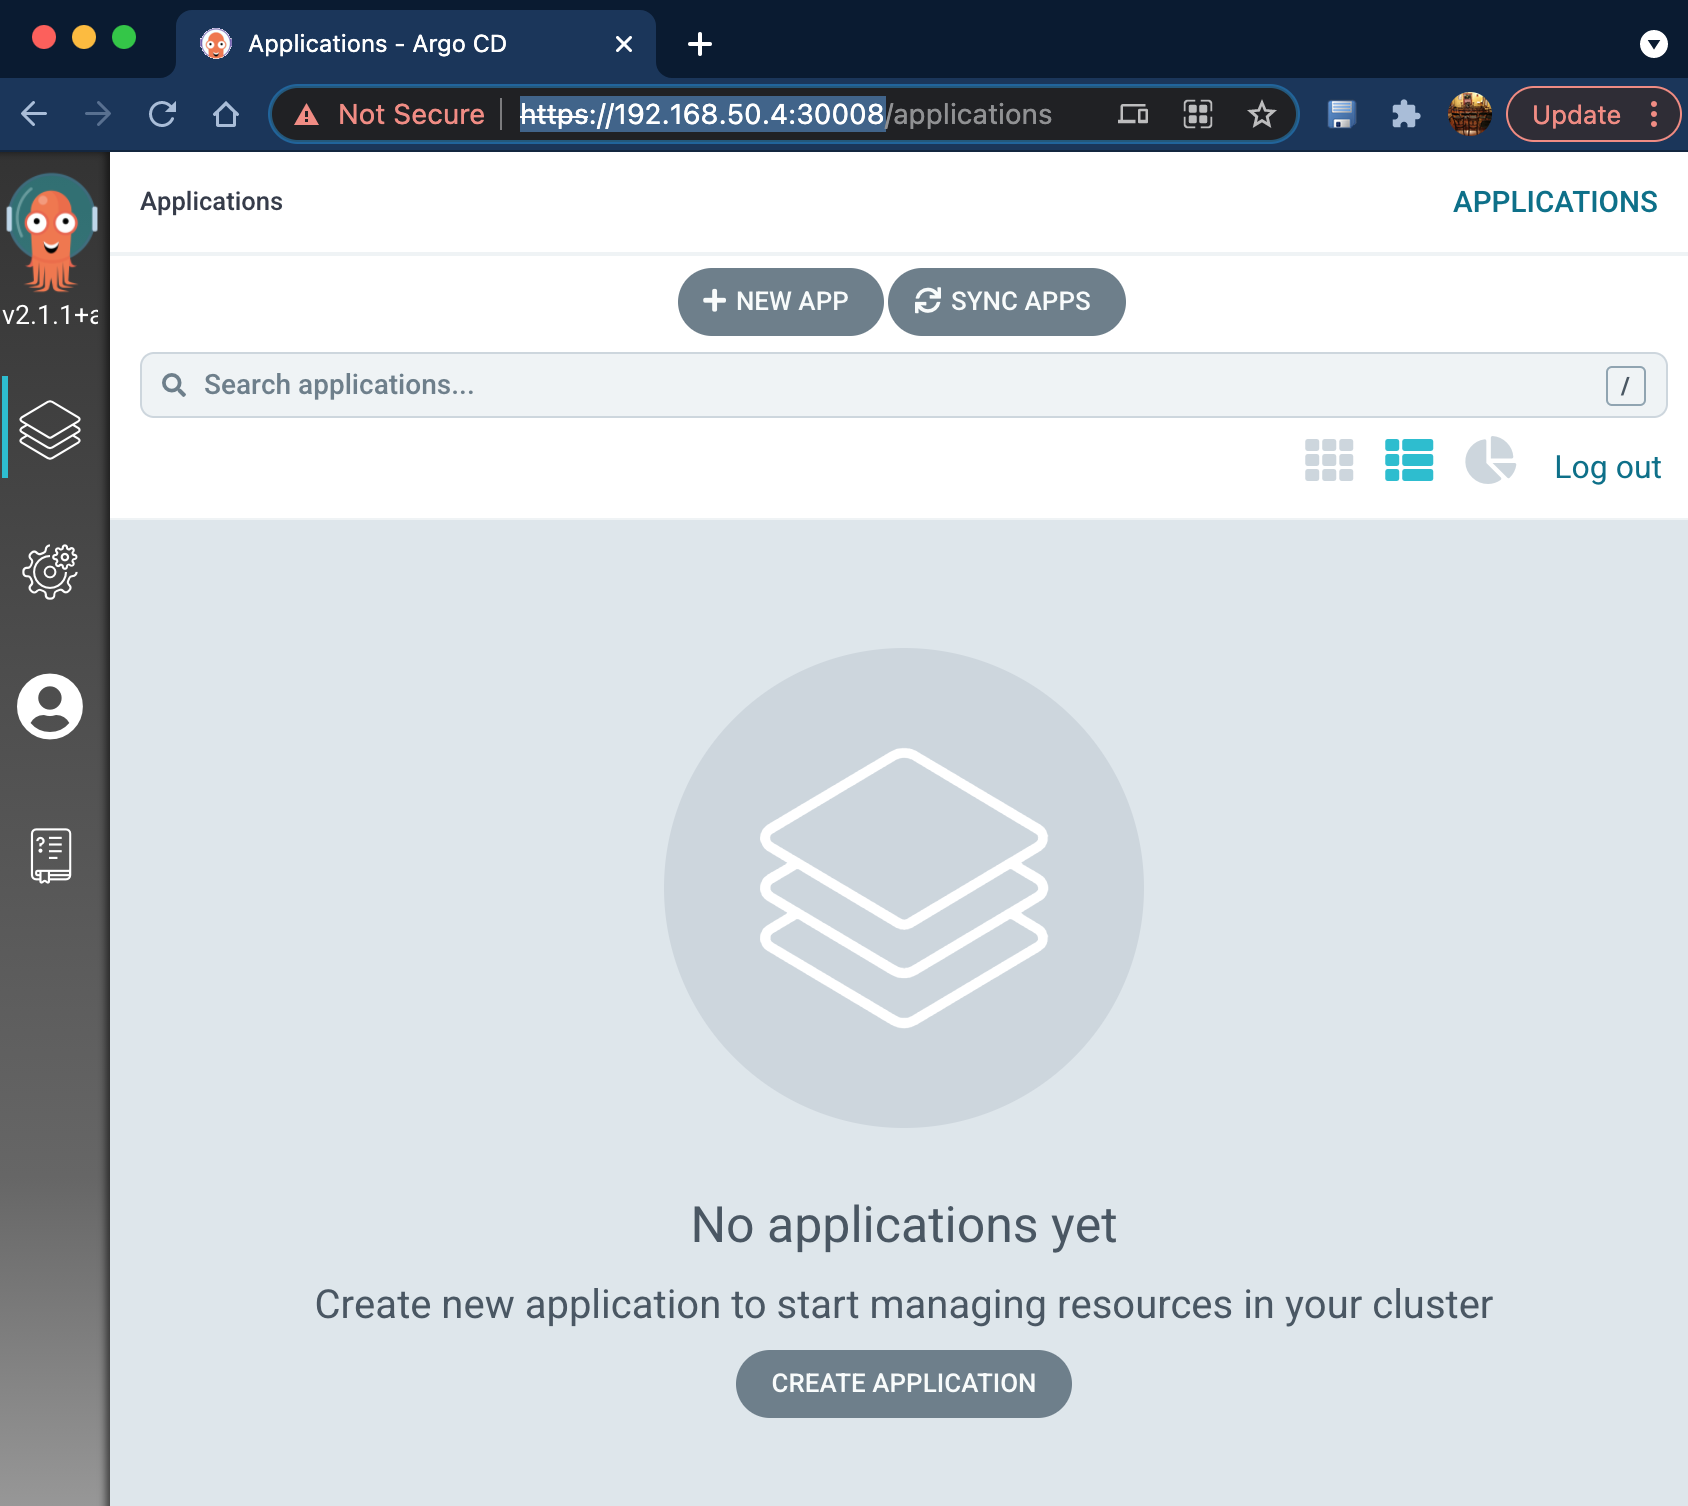 Applications - Argo CD
Not Secure https://192.168.50.4:30008/applications
Update
v2.1.1+a
Applications
APPLICATIONS
NEW APP
SYNC APPS
Search applications...
/
Log out
No applications yet
Create new application to start managing resources in your cluster
CREATE APPLICATION